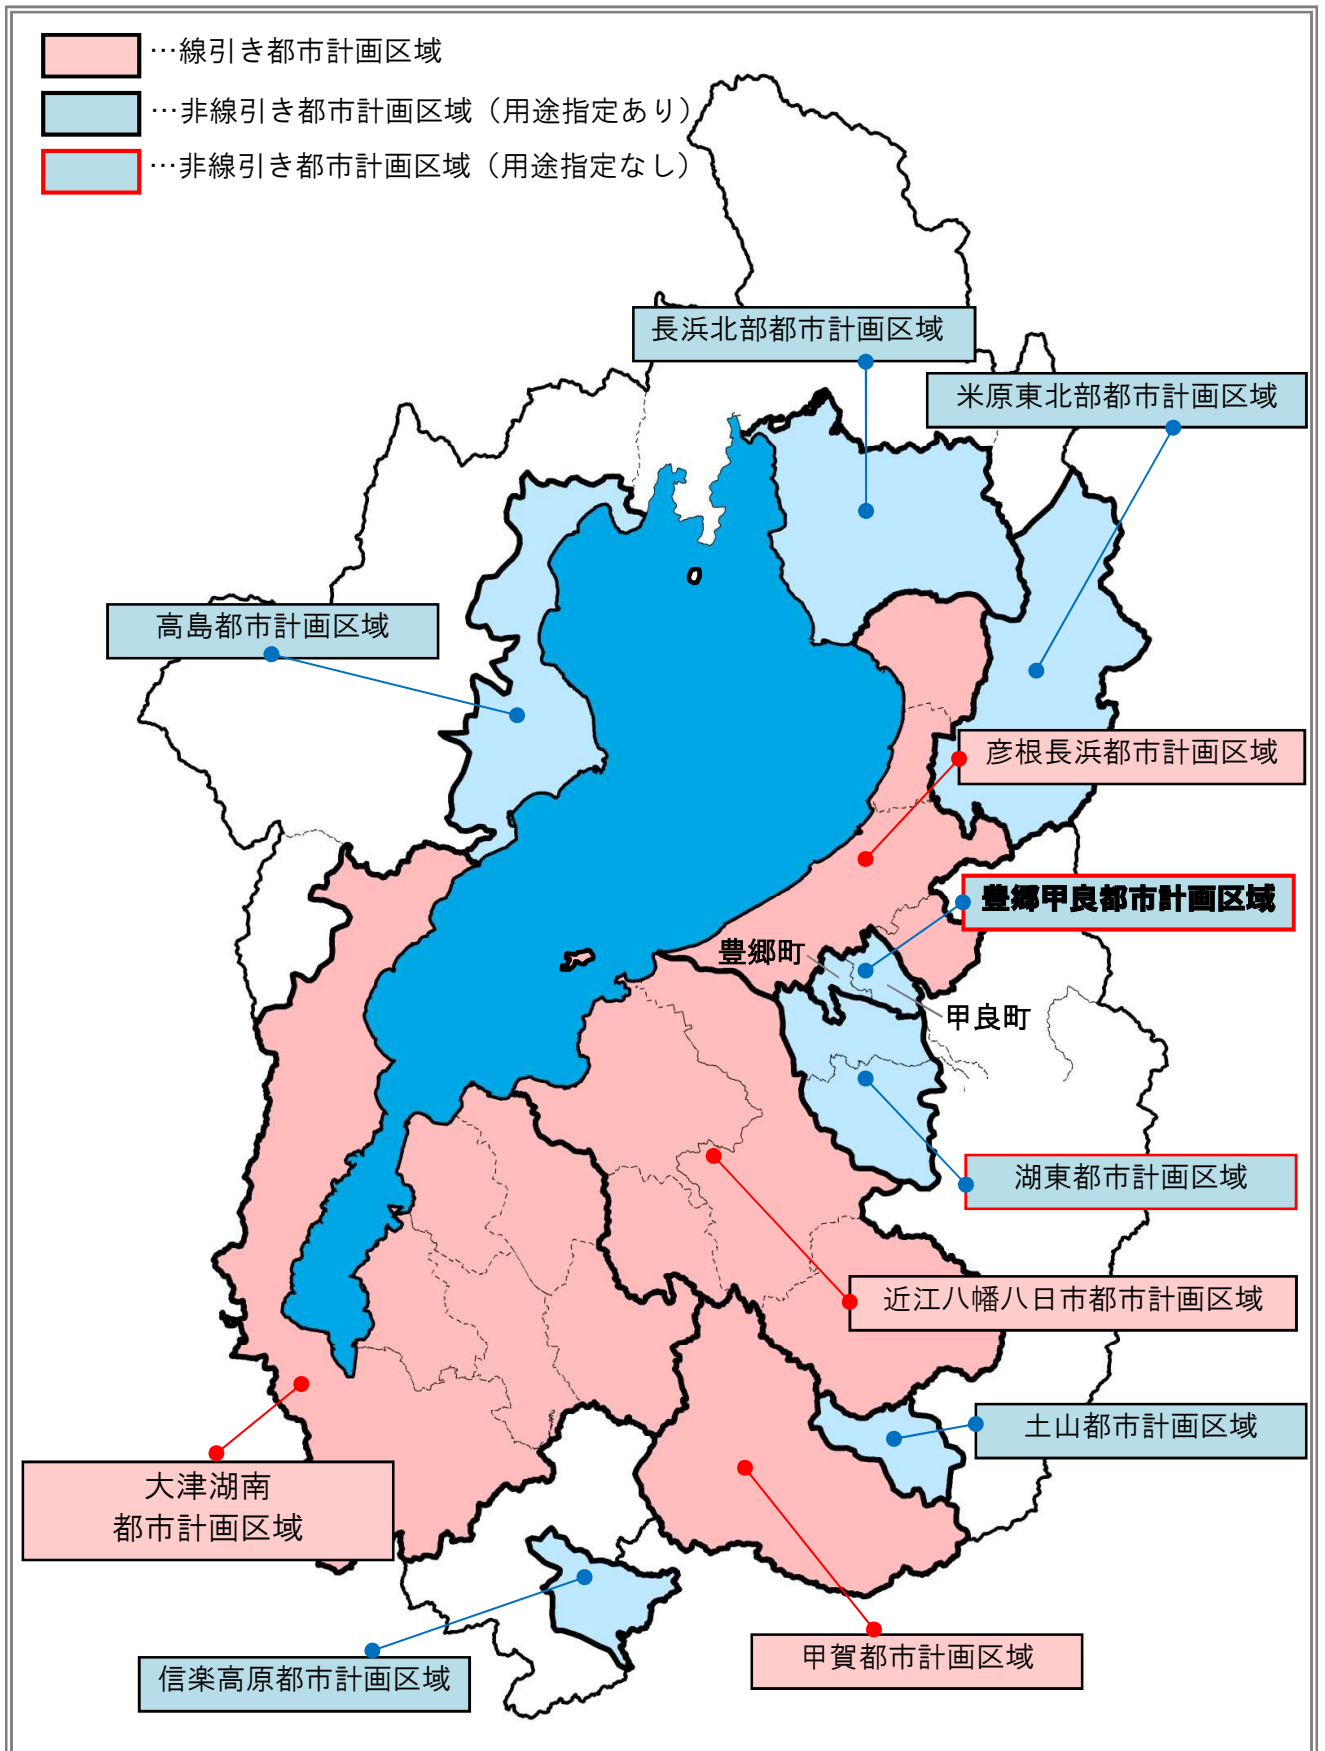 …線引き都市計画区域
…非線引き都市計画区域（用途指定あり）
…非線引き都市計画区域（用途指定なし）
長浜北部都市計画区域
米原東北部都市計画区域
高島都市計画区域
彦根長浜都市計画区域
豊郷甲良都市計画区域
豊郷町
甲良町
湖東都市計画区域
近江八幡八日市都市計画区域
土山都市計画区域
大津湖南
都市計画区域
甲賀都市計画区域
信楽高原都市計画区域